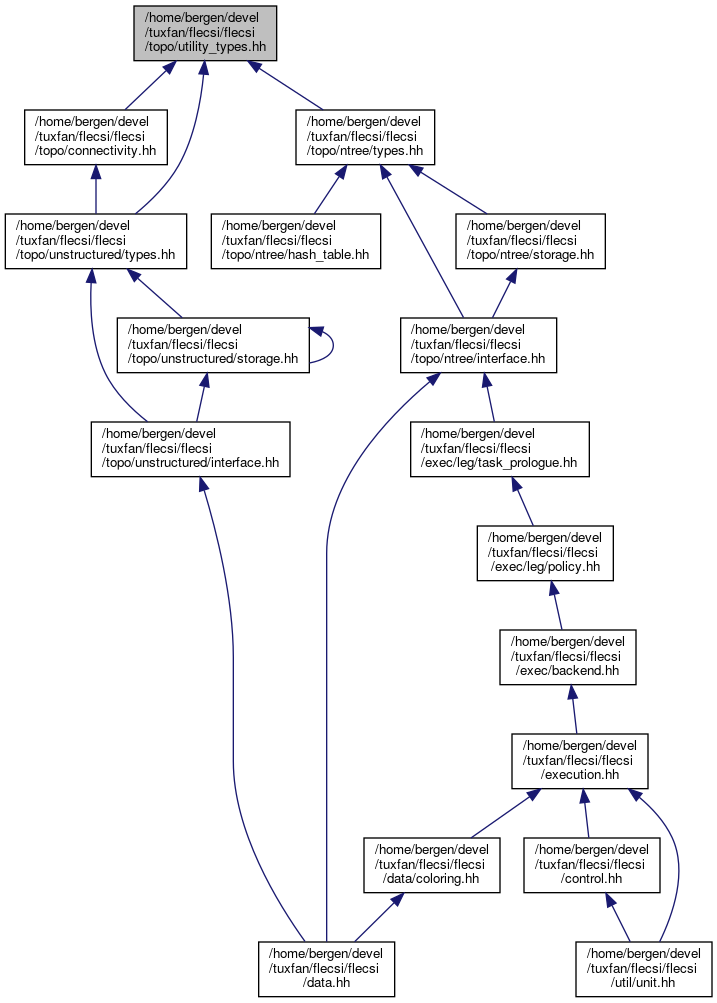 /home/bergen/devel
/tuxfan/flecsi/flecsi
/topo/utility_types.hh
/home/bergen/devel
/tuxfan/flecsi/flecsi
/topo/connectivity.hh
/home/bergen/devel
/tuxfan/flecsi/flecsi
/topo/ntree/types.hh
/home/bergen/devel
/tuxfan/flecsi/flecsi
/topo/unstructured/types.hh
/home/bergen/devel
/tuxfan/flecsi/flecsi
/topo/ntree/hash_table.hh
/home/bergen/devel
/tuxfan/flecsi/flecsi
/topo/ntree/storage.hh
/home/bergen/devel
/tuxfan/flecsi/flecsi
/topo/unstructured/storage.hh
/home/bergen/devel
/tuxfan/flecsi/flecsi
/topo/ntree/interface.hh
/home/bergen/devel
/tuxfan/flecsi/flecsi
/topo/unstructured/interface.hh
/home/bergen/devel
/tuxfan/flecsi/flecsi
/exec/leg/task_prologue.hh
/home/bergen/devel
/tuxfan/flecsi/flecsi
/exec/leg/policy.hh
/home/bergen/devel
/tuxfan/flecsi/flecsi
/exec/backend.hh
/home/bergen/devel
/tuxfan/flecsi/flecsi
/execution.hh
/home/bergen/devel
/tuxfan/flecsi/flecsi
/data/coloring.hh
/home/bergen/devel
/tuxfan/flecsi/flecsi
/control.hh
/home/bergen/devel
/tuxfan/flecsi/flecsi
/data.hh
/home/bergen/devel
/tuxfan/flecsi/flecsi
/util/unit.hh